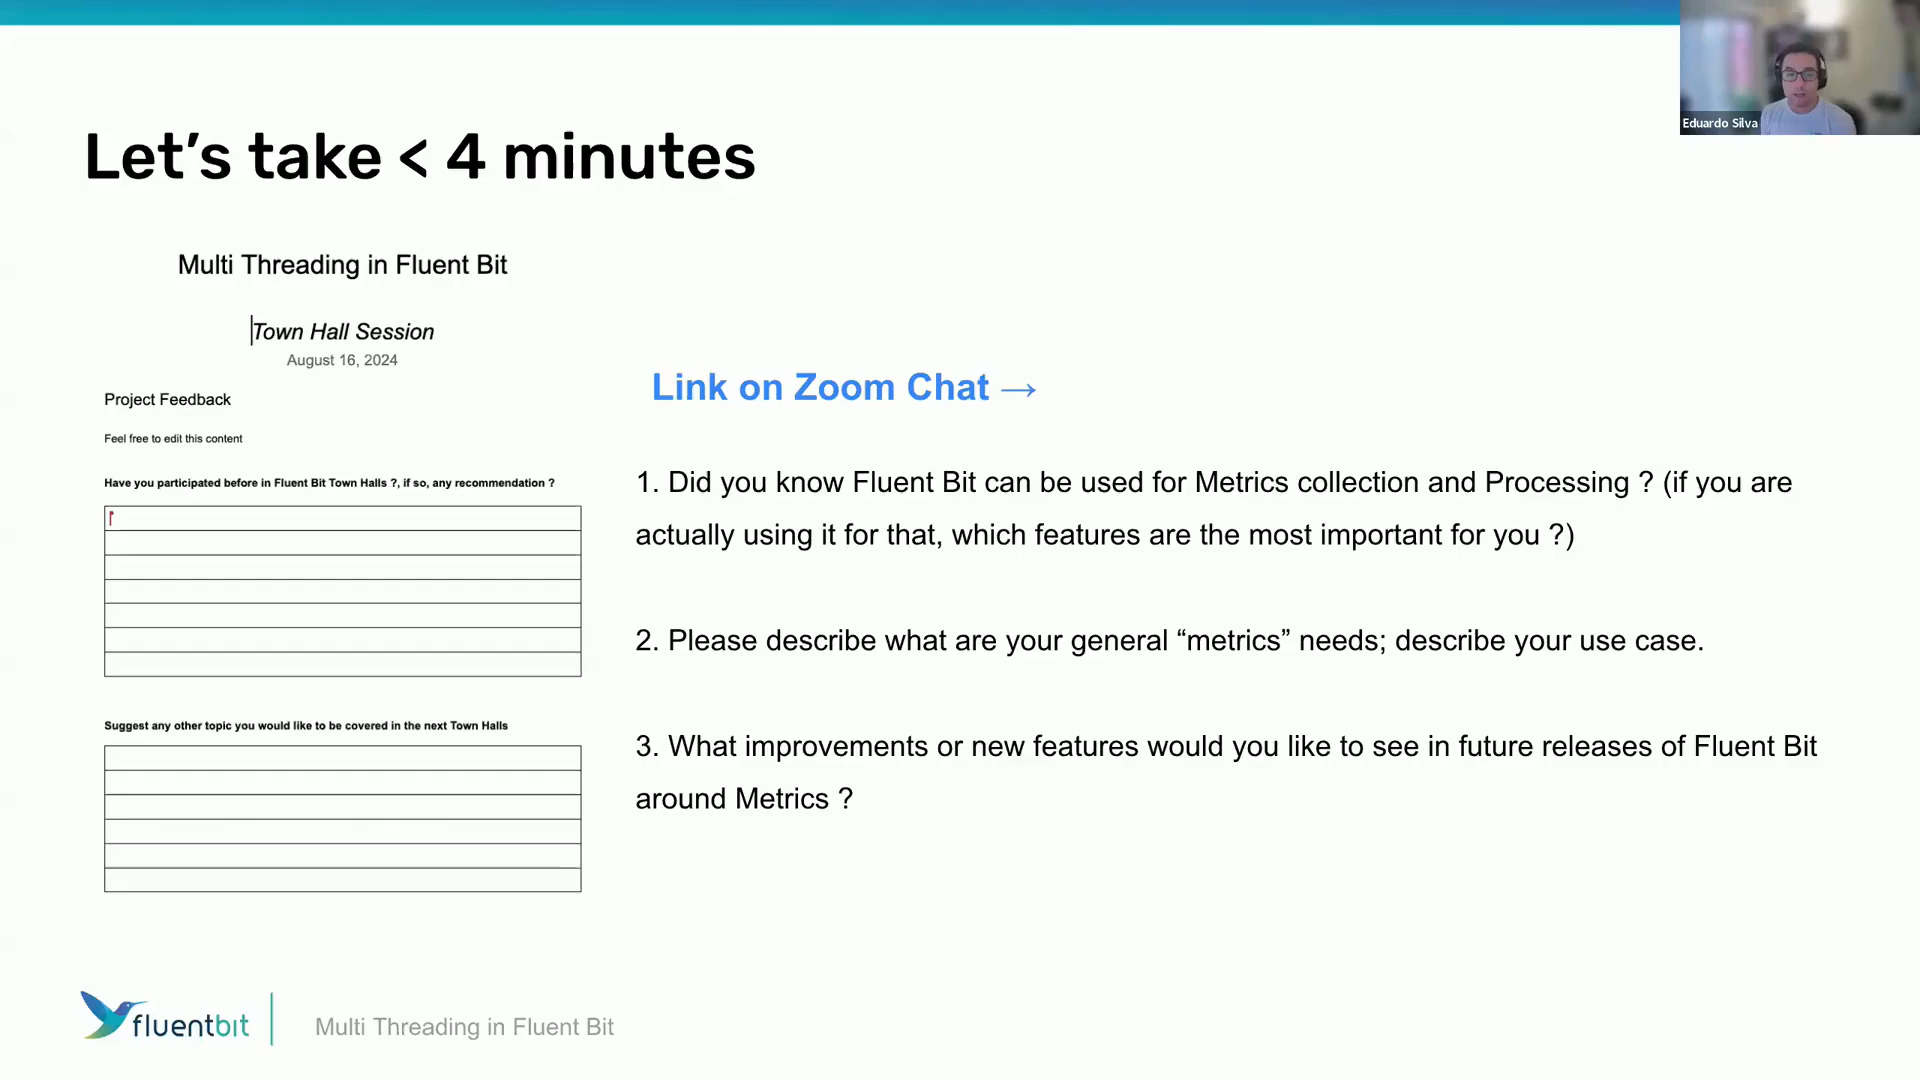 Eduardo Silva
Let’s take < 4 minutes
Multi Threading in Fluent Bit
Town Hall Session
August 16, 2024
Project Feedback
Feel free to edit this content
Have you participated before in Fluent Bit Town Halls ?, if so, any recommendation ?
Suggest any other topic you would like to be covered in the next Town Halls
Link on Zoom Chat →
1. Did you know Fluent Bit can be used for Metrics collection and Processing ? (if you are
actually using it for that, which features are the most important for you ?)
2. Please describe what are your general “metrics” needs; describe your use case.
3. What improvements or new features would you like to see in future releases of Fluent Bit
around Metrics ?
fluentbit
Multi Threading in Fluent Bit